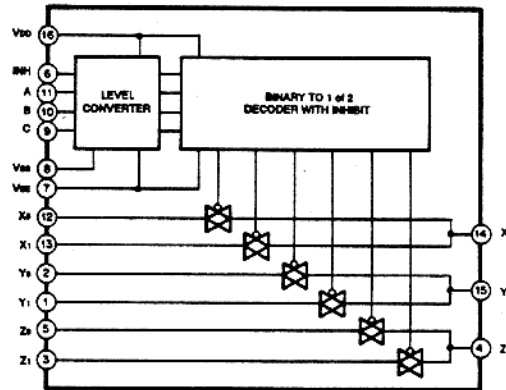 VDD 16
INH 6
A 11
B 10
C 9
VSS 8
VEE 7
X0 12
X1 13
Y0 2
Y1 1
Z0 5
Z1 3
LEVEL
CONVERTER
BINARY TO 1 of 2
DECODER WITH INHIBIT
14 X
15 Y
4 Z